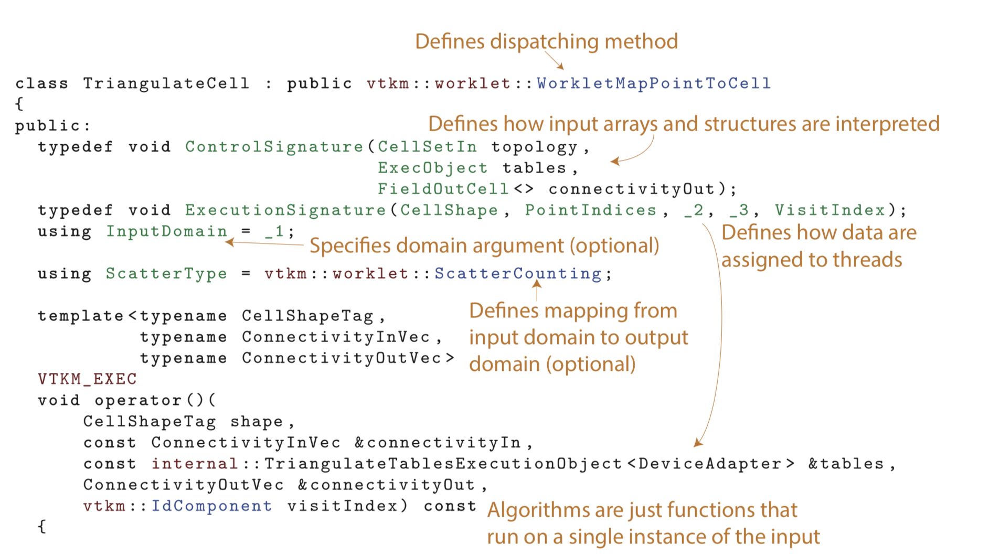 Defines dispatching method
class TriangulateCell : public vtkm::worklet::WorkletMapPointToCell
{
public:
Defines how input arrays and structures are interpreted
typedef void ControlSignature(CellSetIn topology,
ExecObject tables,
FieldOutCell<> connectivityOut);
typedef void ExecutionSignature(CellShape, PointIndices, _2, _3, VisitIndex);
using InputDomain = _1;
Defines how data are
assigned to threads
Specifies domain argument (optional)
using ScatterType = vtkm::worklet::ScatterCounting;
Defines mapping from
input domain to output
domain (optional)
template<typename CellShapeTag,
typename ConnectivityInVec,
typename ConnectivityOutVec>
VTKM_EXEC
void operator()(
CellShapeTag shape,
const ConnectivityInVec &connectivityIn,
const internal::TriangulateTablesExecutionObject<DeviceAdapter> &tables,
ConnectivityOutVec &connectivityOut,
vtkm::IdComponent visitIndex) const
{
Algorithms are just functions that
run on a single instance of the input